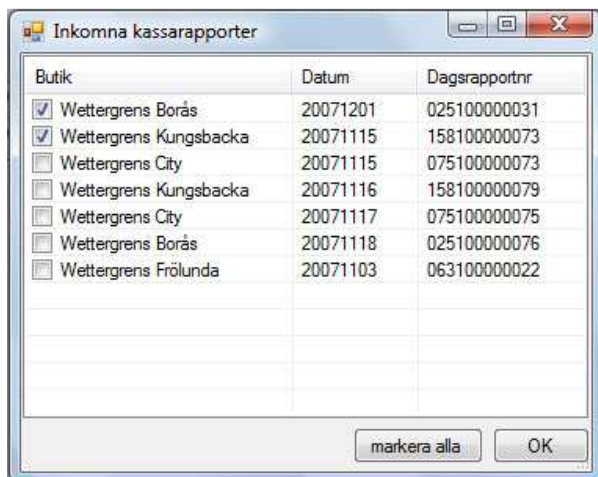 Inkomna kassarapporter
Butik Datum Dagsrapportnr
Wettergrens Borås 20071201 025100000031
Wettergrens Kungsbacka 20071115 158100000073
Wettergrens City 20071115 075100000073
Wettergrens Kungsbacka 20071116 158100000079
Wettergrens City 20071117 075100000075
Wettergrens Borås 20071118 025100000076
Wettergrens Frölunda 20071103 063100000022
markera alla OK